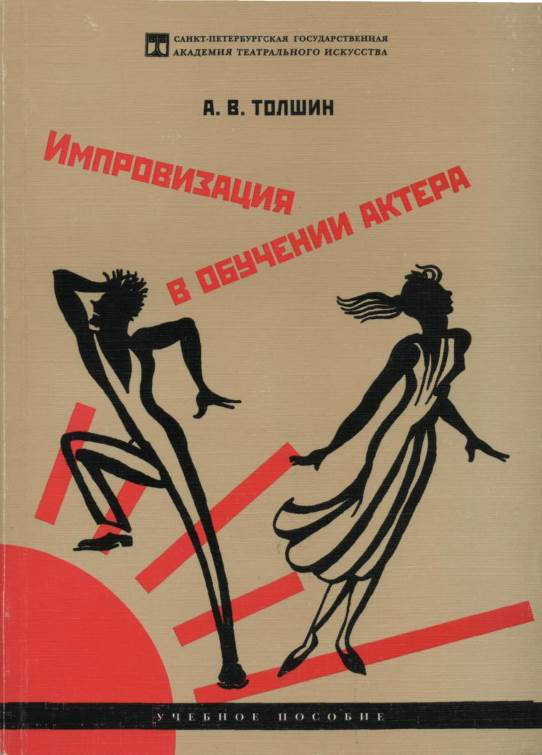 САНКТ-ПЕТЕРБУРГСКАЯ ГОСУДАРСТВЕННАЯ
АКАДЕМИЯ ТЕАТРАЛЬНОГО ИСКУССТВА
А. В. ТОЛШИН
ИМПРОВИЗАЦИЯ
В ОБУЧЕНИИ АКТЕРА
УЧЕБНОЕ ПОСОБИЕ